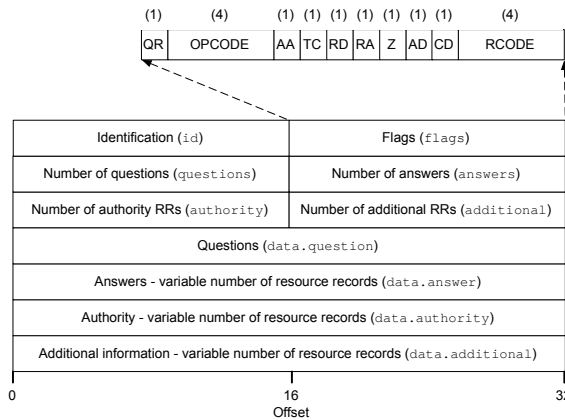 (1) (4) (1) (1) (1) (1) (1) (1) (1) (4)
QR OPCODE AA TC RD RA Z AD CD RCODE
Identification (id) Flags (flags)
Number of questions (questions) Number of answers (answers)
Number of authority RRs (authority) Number of additional RRs (additional)
Questions (data.question)
Answers - variable number of resource records (data.answer)
Authority - variable number of resource records (data.authority)
Additional information - variable number of resource records (data.additional)
0 16 32
Offset